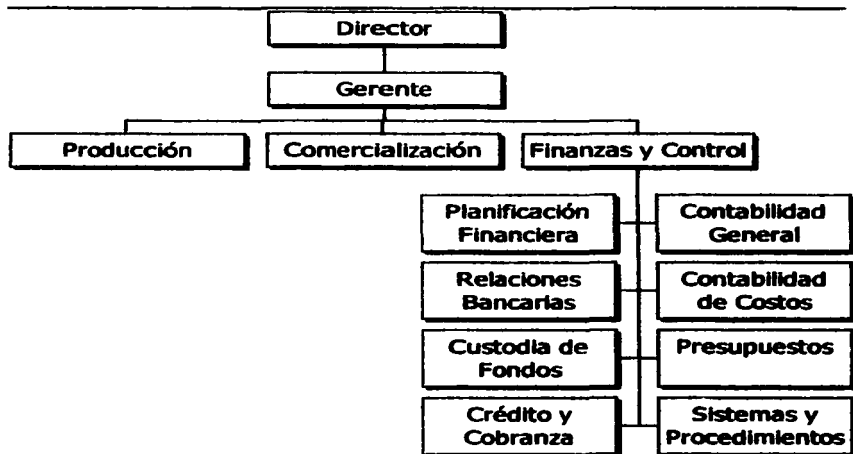 Director
Gerente
Producción
Comercialización
Finanzas y Control
Planificación
Financiera
Contabilidad
General
Relaciones
Bancarias
Contabilidad
de Costos
Custodia de
Fondos
Presupuestos
Crédito y
Cobranza
Sistemas y
Procedimientos